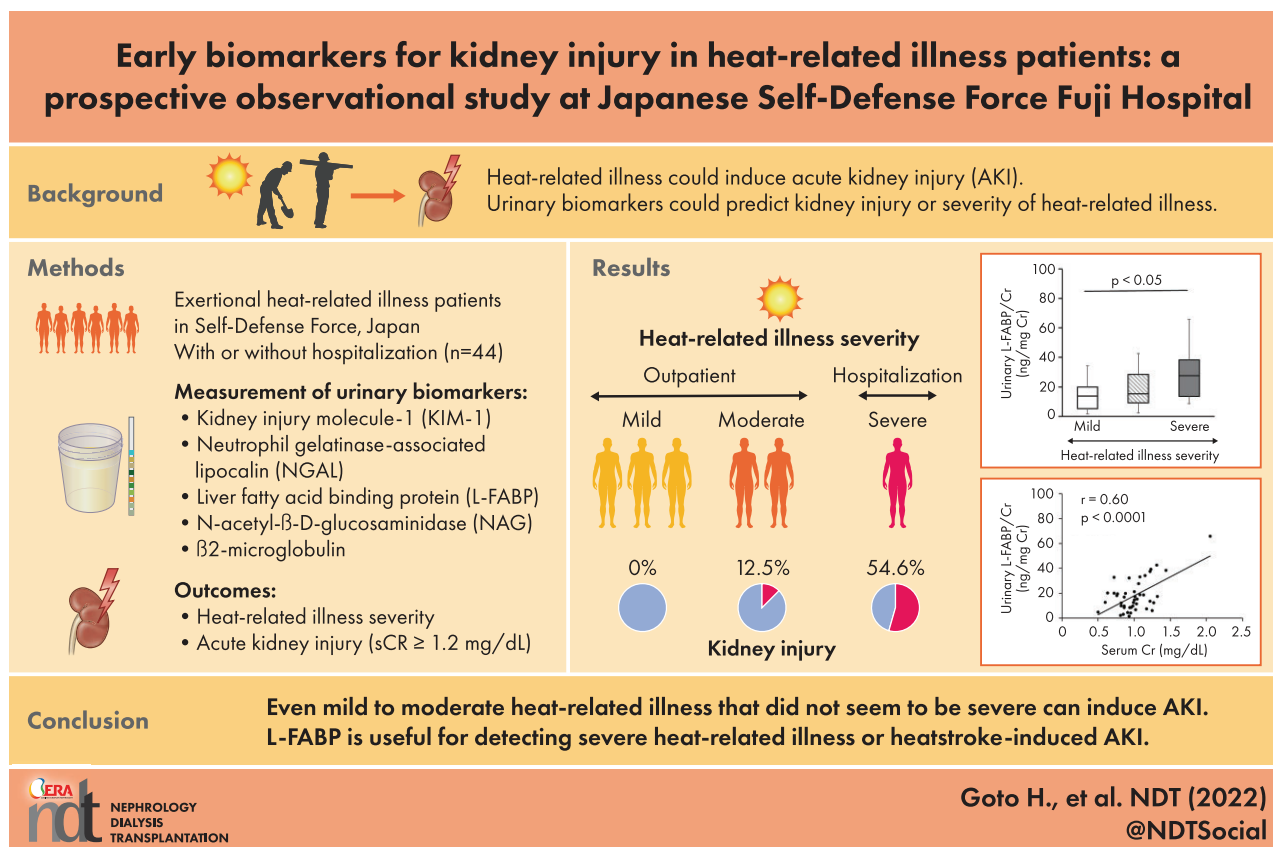 Early biomarkers for kidney injury in heat-related illness patients: a
prospective observational study at Japanese Self-Defense Force Fuji Hospital
Background
Heat-related illness could induce acute kidney injury (AKI).
Urinary biomarkers could predict kidney injury or severity of heat-related illness.
Methods
Exertional heat-related illness patients
in Self-Defense Force, Japan
With or without hospitalization (n=44)
Measurement of urinary biomarkers:
• Kidney injury molecule-1 (KIM-1)
• Neutrophil gelatinase-associated
lipocalin (NGAL)
• Liver fatty acid binding protein (L-FABP)
• N-acetyl-ß-D-glucosaminidase (NAG)
• ß2-microglobulin
Outcomes:
• Heat-related illness severity
• Acute kidney injury (sCR ≥ 1.2 mg/dL)
Results
Heat-related illness severity
Outpatient Hospitalization
Mild Moderate Severe
0% 12.5% 54.6%
Kidney injury
Urinary L-FABP/Cr
(ng/mg Cr)
100
80
60
40
20
0
p < 0.05
Mild Severe
Heat-related illness severity
Urinary L-FABP/Cr
(ng/mg Cr)
100
80
60
40
20
0
r = 0.60
p < 0.0001
0 0.5 1.0 1.5 2.0 2.5
Serum Cr (mg/dL)
Conclusion
Even mild to moderate heat-related illness that did not seem to be severe can induce AKI.
L-FABP is useful for detecting severe heat-related illness or heatstroke-induced AKI.
ERA
ndt
NEPHROLOGY
DIALYSIS
TRANSPLANTATION
Goto H., et al. NDT (2022)
@NDTSocial